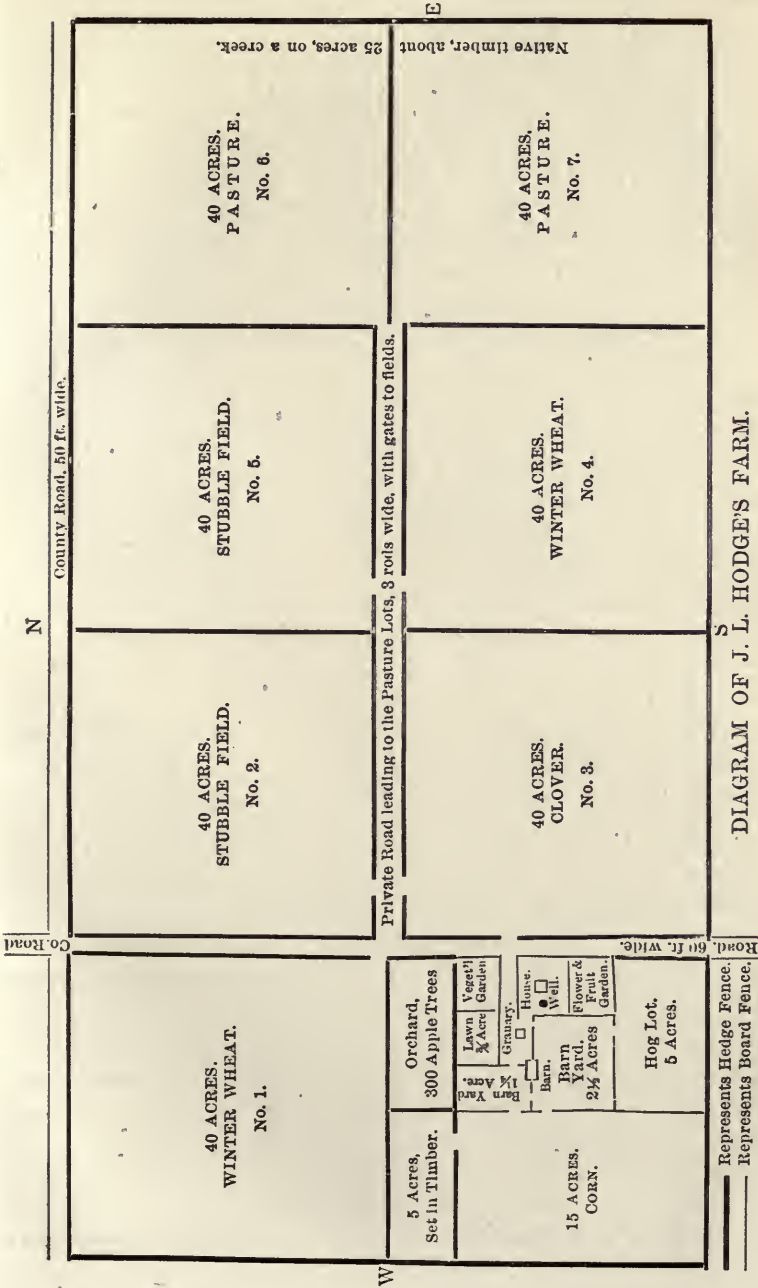 N
County Road, 50 ft. wide.
Co. Road
40 ACRES.
WINTER WHEAT.
No. 1.
40 ACRES.
STUBBLE FIELD.
No. 2.
40 ACRES.
STUBBLE FIELD.
No. 5.
40 ACRES.
PASTURE.
No. 6.
25 acres, on a creek.
Native timber, about
E
W
Private Road leading to the Pasture Lots, 3 rods wide, with gates to fields.
5 Acres,
Set in Timber.
Orchard,
300 Apple Trees
Lawn
¾ Acre
Veget'l
Garden
Granary.
Barn Yard
1¼ Acre.
House.
Well.
Barn.
Barn
Yard.
2½ Acres
Flower &
Fruit
Garden.
15 ACRES.
CORN.
Hog Lot.
5 Acres.
Road. 60 ft. wide.
40 ACRES.
CLOVER.
No. 3.
40 ACRES.
WINTER WHEAT.
No. 4.
40 ACRES.
PASTURE.
No. 7.
S
Represents Hedge Fence.
Represents Board Fence.
DIAGRAM OF J. L. HODGE'S FARM.